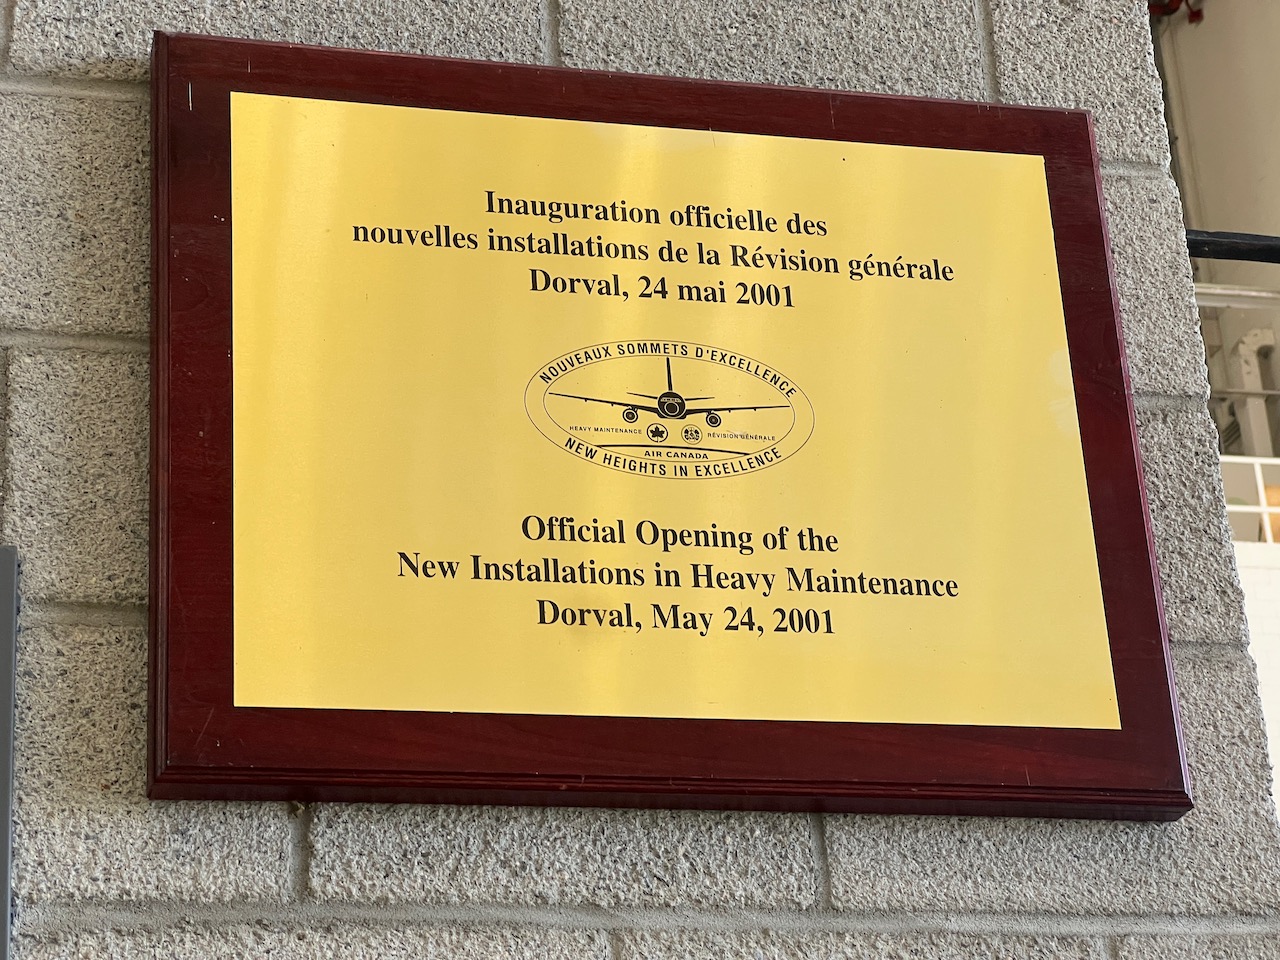 Inauguration officielle des
nouvelles installations de la Révision générale
Dorval, 24 mai 2001
NOUVEAUX SOMMETS D'EXCELLENCE
HEAVY MAINTENANCE
RÉVISION GÉNÉRALE
AIR CANADA
NEW HEIGHTS IN EXCELLENCE
Official Opening of the
New Installations in Heavy Maintenance
Dorval, May 24, 2001